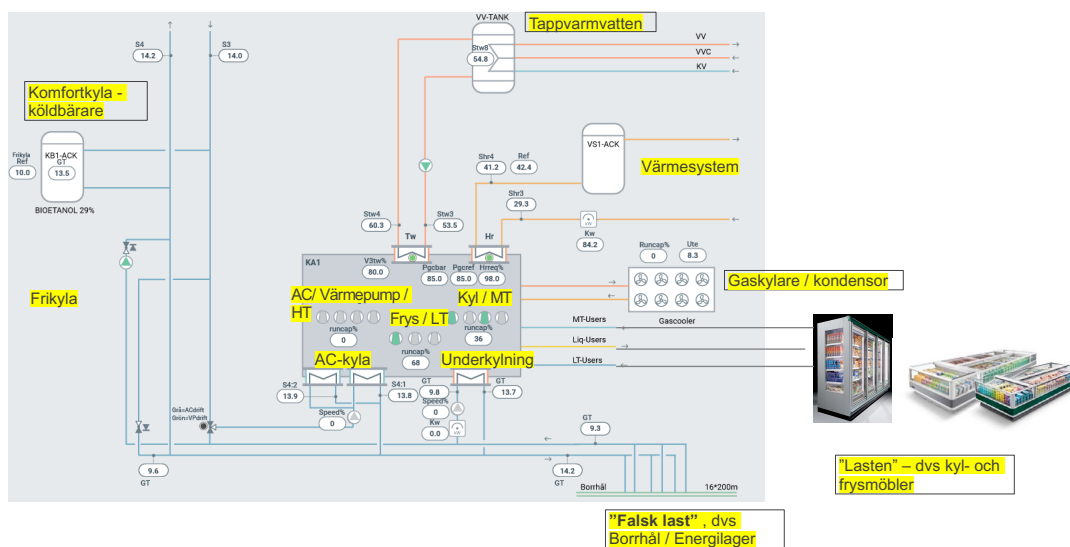 VV-TANK
Tappvarmvatten
S4
14.2
S3
14.0
Stw8
54.8
VV
VVC
KV
Komfortkyla -
köldbärare
Frikyla
Ref
10.0
KB1-ACK
GT
13.5
BIOETANOL 29%
VS1-ACK
Värmesystem
Shr4
41.2
Ref
42.4
Shr3
29.3
Stw4
60.3
Stw3
53.5
Tw
Hr
Kw
84.2
kW
Runcap%
0
Ute
8.3
KA1
V3tw%
80.0
Pgcbar
85.0
Pgcref
85.0
Hrreq%
98.0
Gaskylare / kondensor
Frikyla
AC/ Värmepump /
HT
Kyl / MT
Frys / LT
runcap%
0
runcap%
36
runcap%
68
Gascooler
MT-Users
Liq-Users
LT-Users
AC-kyla
Underkylning
S4:2
13.9
S4:1
13.8
GT
9.8
GT
13.7
Speed%
0
Speed%
0
Kw
0.0
kW
Grå=ACdrift
Grön=VPdrift
GT
9.3
9.6
GT
14.2
GT
Borrhål
16*200m
"Lasten" – dvs kyl- och
frysmöbler
”Falsk last” , dvs
Borrhål / Energilager